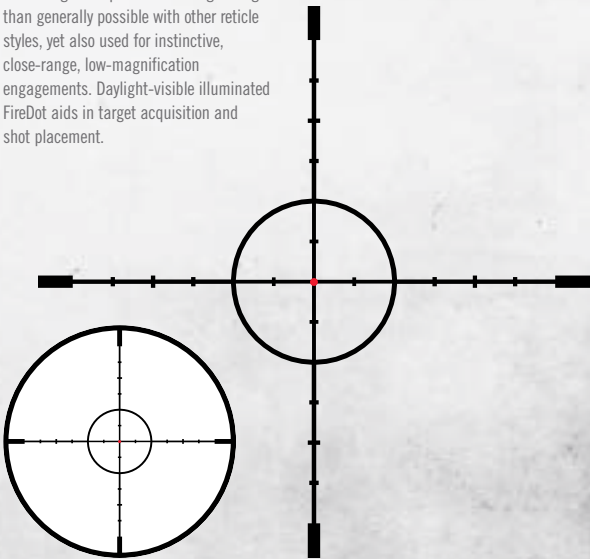 than generally possible with other reticle
styles, yet also used for instinctive,
close-range, low-magnification
engagements. Daylight-visible illuminated
FireDot aids in target acquisition and
shot placement.